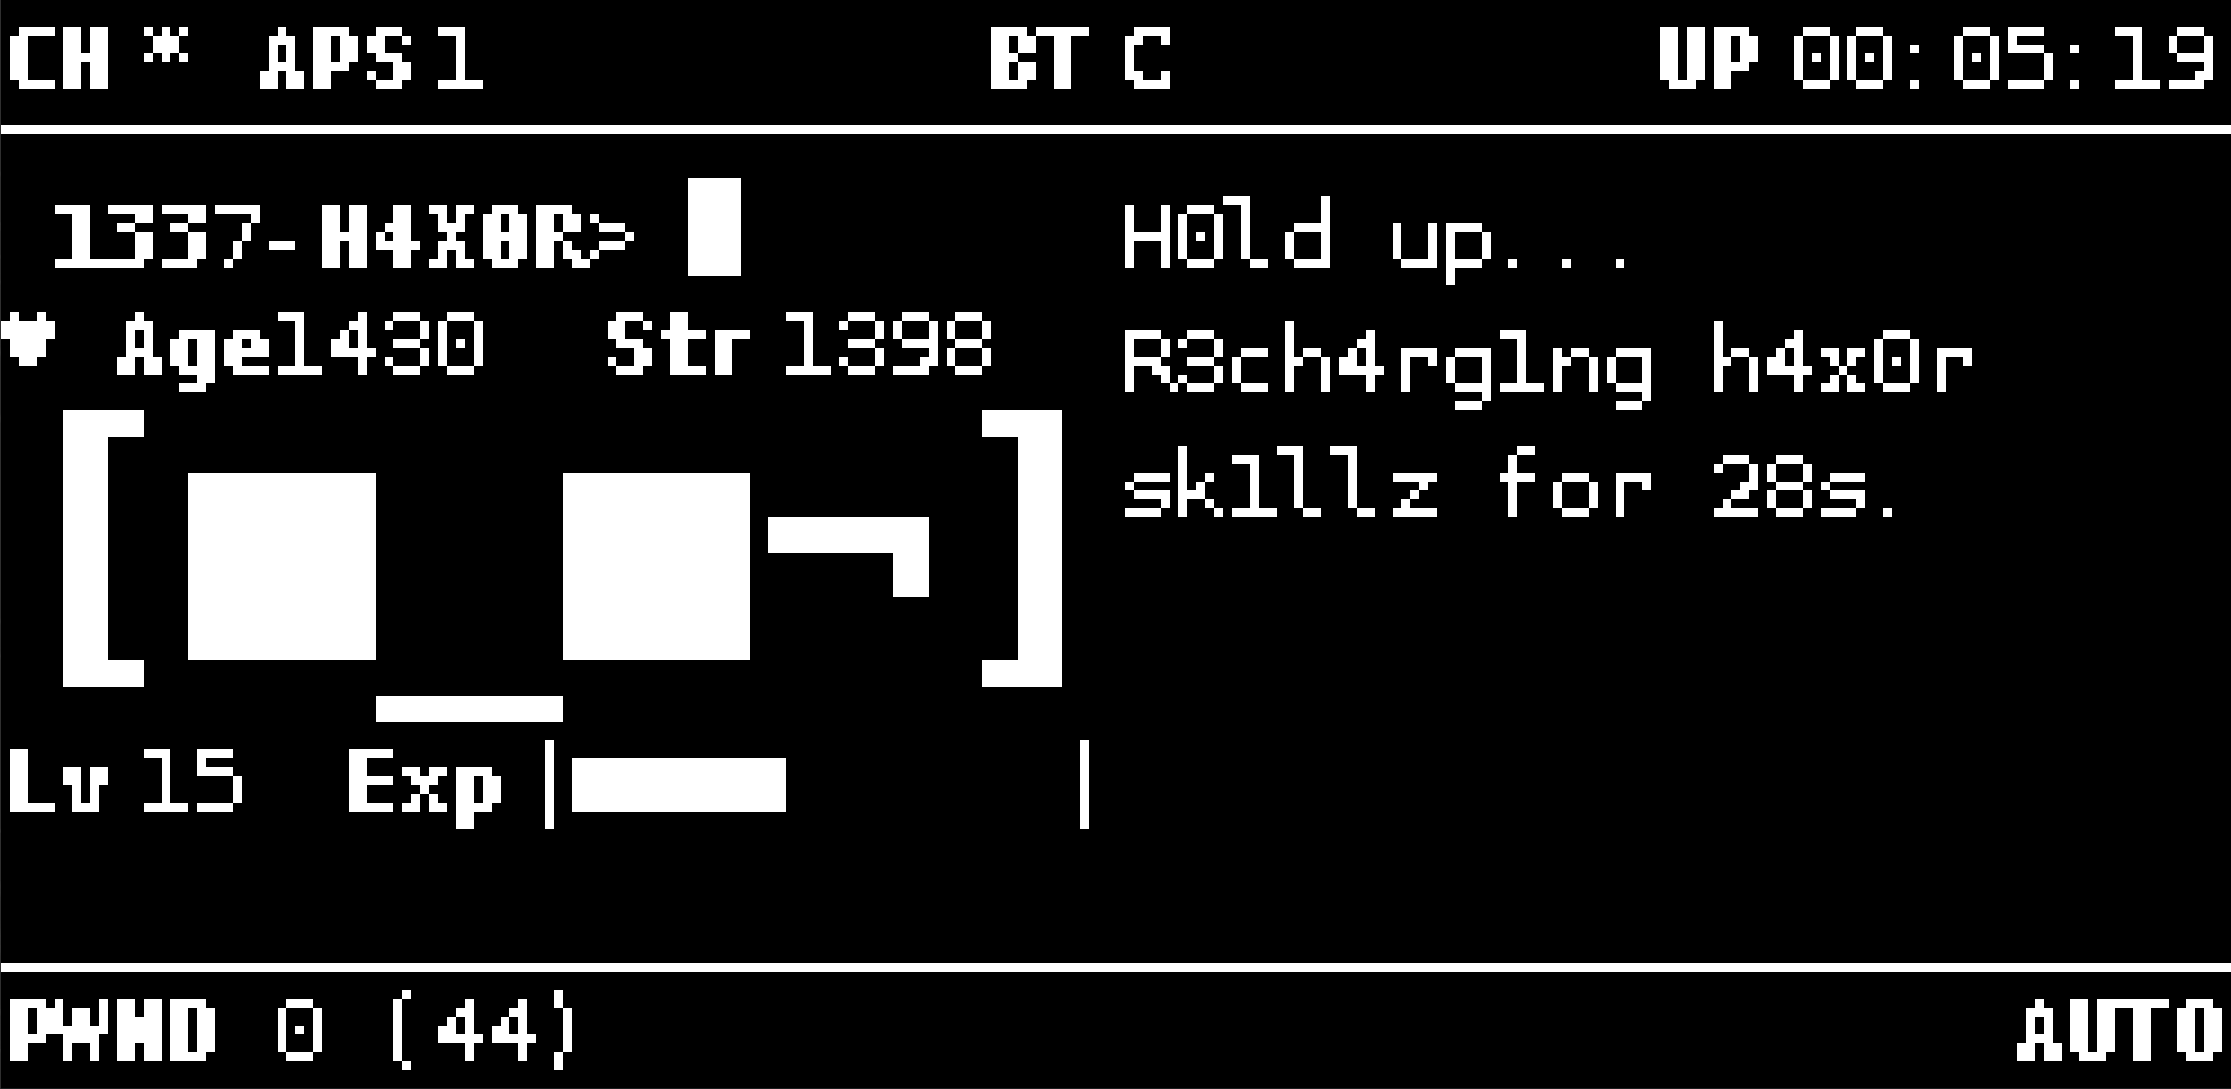 CH * APS 1 BT C UP 00:05:19
1337-H4X0R> █
♥ Age 1430 Str 1398
H0ld up...
R3ch4rg1ng h4x0r
sk1llz for 28s.
Lv 15 Exp
PWND 0 (44) AUTO